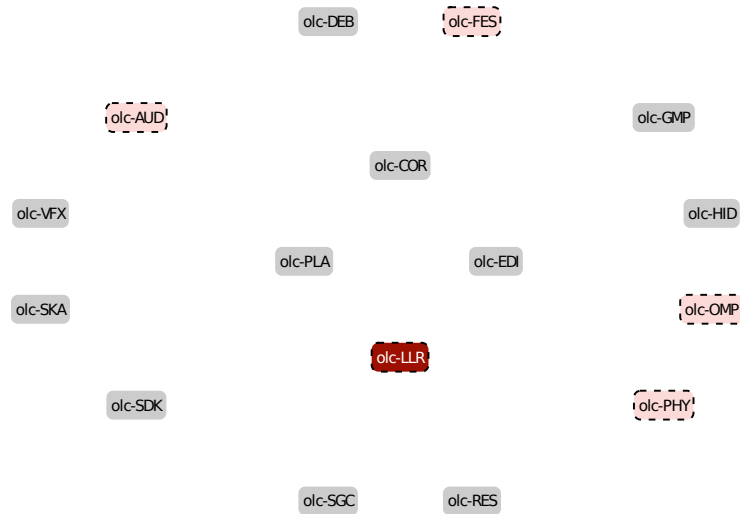 olc-DEB
olc-FES
olc-AUD
olc-GMP
olc-COR
olc-VFX
olc-HID
olc-PLA
olc-EDI
olc-SKA
olc-OMP
olc-LLR
olc-SDK
olc-PHY
olc-SGC
olc-RES